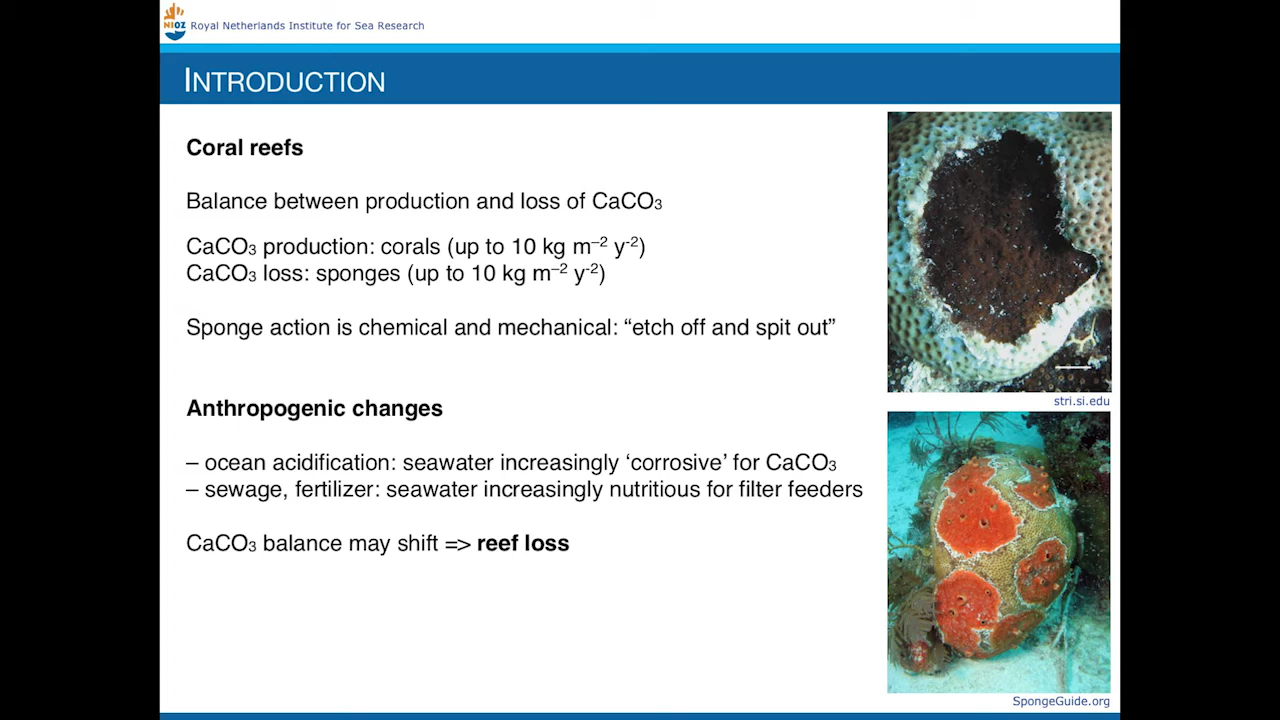 NIOZ
Royal Netherlands Institute for Sea Research
INTRODUCTION
Coral reefs
Balance between production and loss of CaCO₃
CaCO₃ production: corals (up to 10 kg m⁻² y⁻²)
CaCO₃ loss: sponges (up to 10 kg m⁻² y⁻²)
Sponge action is chemical and mechanical: “etch off and spit out”
Anthropogenic changes
– ocean acidification: seawater increasingly ‘corrosive’ for CaCO₃
– sewage, fertilizer: seawater increasingly nutritious for filter feeders
CaCO₃ balance may shift => reef loss
stri.si.edu
SpongeGuide.org